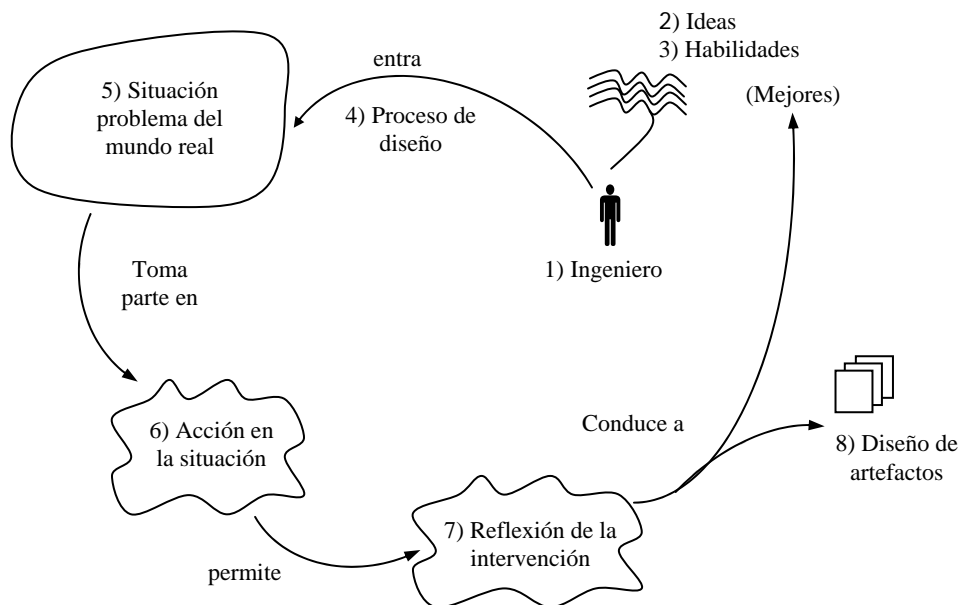 2) Ideas
3) Habilidades
(Mejores)
entra
4) Proceso de
diseño
5) Situación
problema del
mundo real
1) Ingeniero
Toma
parte en
6) Acción en
la situación
permite
7) Reflexión de la
intervención
Conduce a
8) Diseño de
artefactos